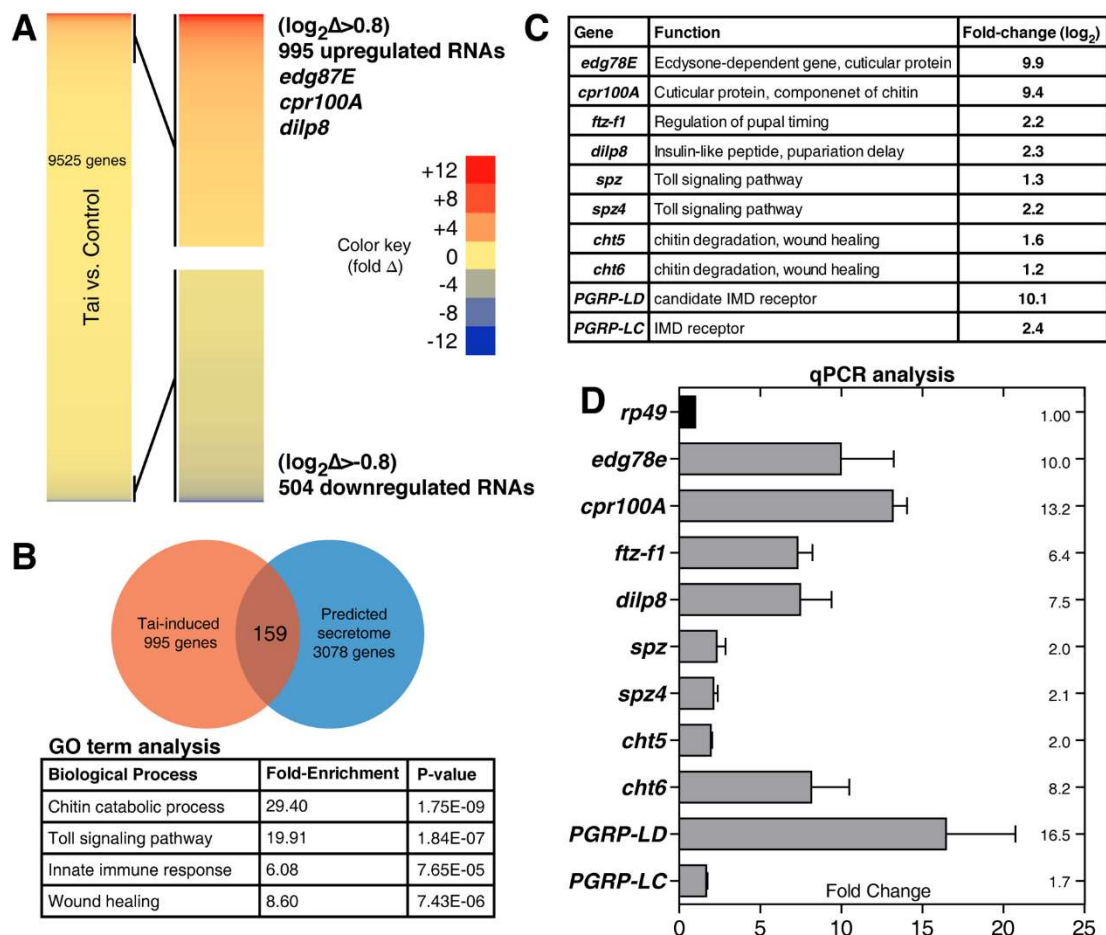 A
9525 genes
Tai vs. Control
(log₂Δ>0.8)
995 upregulated RNAs
edg87E
cpr100A
dilp8
Color key
(fold Δ)
+12
+8
+4
0
-4
-8
-12
(log₂Δ>-0.8)
504 downregulated RNAs
B
Tai-induced
995 genes
159
Predicted
secretome
3078 genes
GO term analysis
Biological Process Fold-Enrichment P-value
Chitin catabolic process 29.40 1.75E-09
Toll signaling pathway 19.91 1.84E-07
Innate immune response 6.08 7.65E-05
Wound healing 8.60 7.43E-06
C
Gene Function Fold-change (log₂)
edg78E Ecdysone-dependent gene, cuticular protein 9.9
cpr100A Cuticular protein, componenet of chitin 9.4
ftz-f1 Regulation of pupal timing 2.2
dilp8 Insulin-like peptide, pupariation delay 2.3
spz Toll signaling pathway 1.3
spz4 Toll signaling pathway 2.2
cht5 chitin degradation, wound healing 1.6
cht6 chitin degradation, wound healing 1.2
PGRP-LD candidate IMD receptor 10.1
PGRP-LC IMD receptor 2.4
D
qPCR analysis
rp49 1.00
edg78e 10.0
cpr100A 13.2
ftz-f1 6.4
dilp8 7.5
spz 2.0
spz4 2.1
cht5 2.0
cht6 8.2
PGRP-LD 16.5
PGRP-LC 1.7
Fold Change
0 5 10 15 20 25